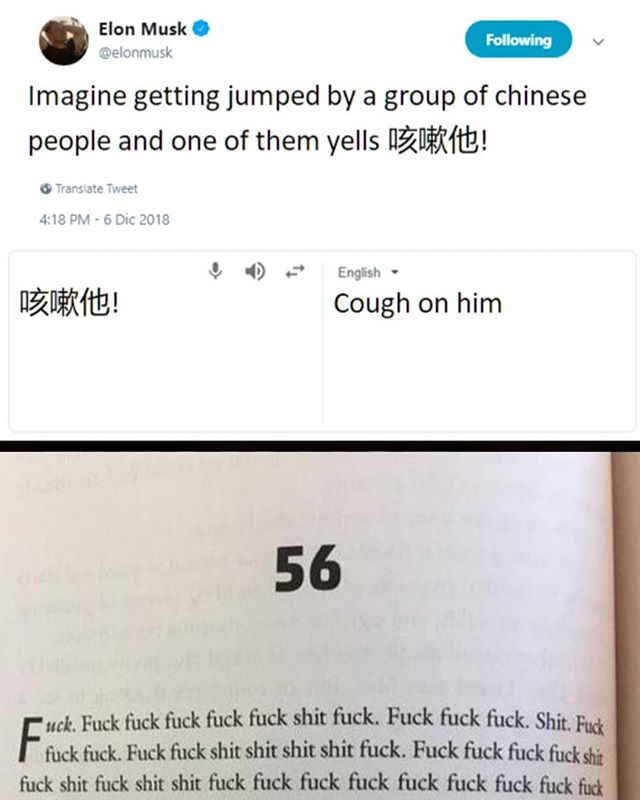 Elon Musk
@elonmusk
Following
Imagine getting jumped by a group of chinese
people and one of them yells 咳嗽他!
Translate Tweet
4:18 PM - 6 Dic 2018
English
咳嗽他!
Cough on him
56
Fuck. Fuck fuck fuck fuck fuck shit fuck. Fuck fuck fuck. Shit. Fuck
fuck fuck. Fuck fuck shit shit shit shit fuck. Fuck fuck fuck fuck shit
fuck shit fuck shit shit fuck fuck fuck fuck fuck fuck fuck fuck fuck